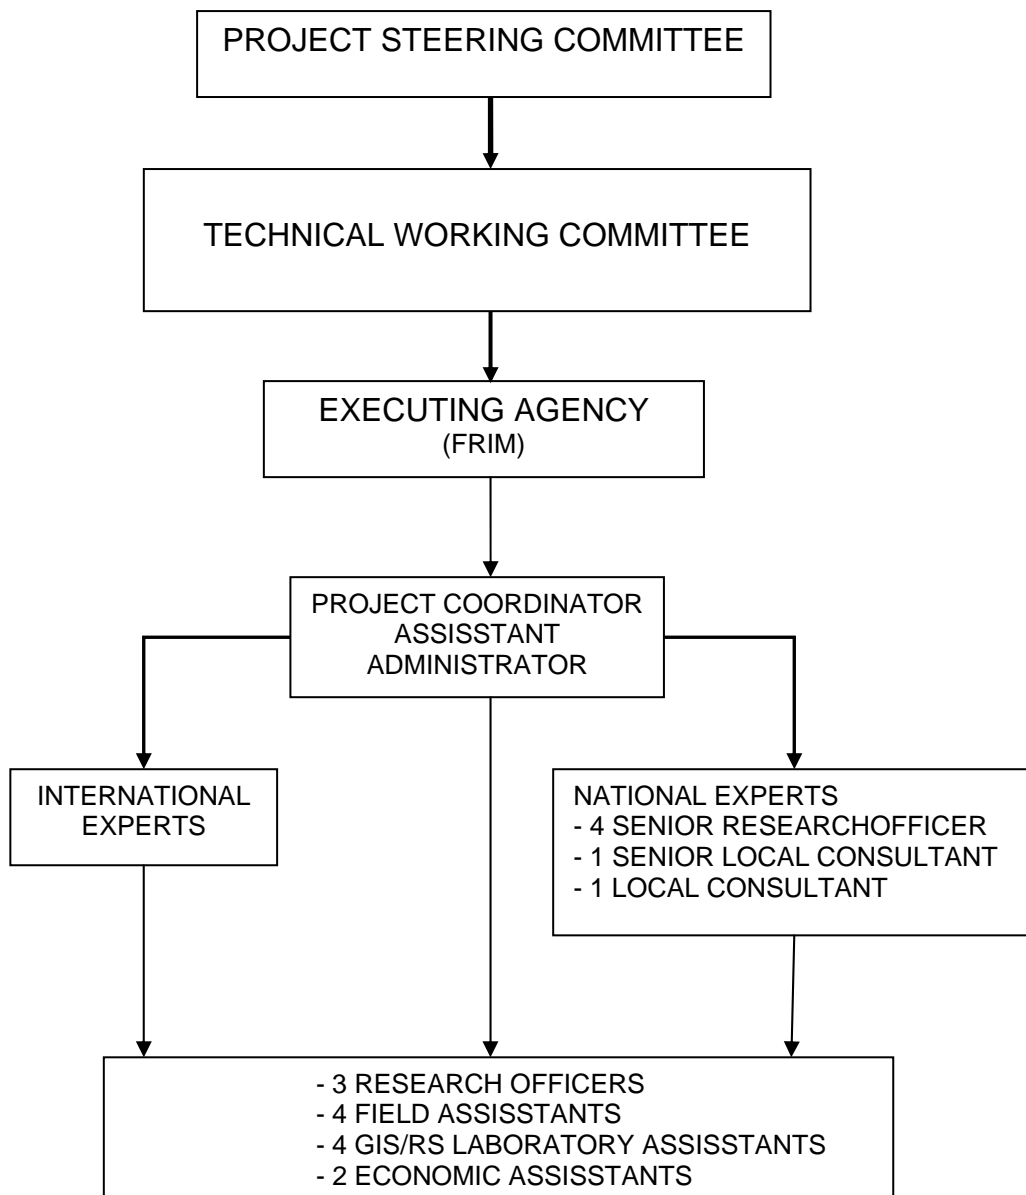 PROJECT STEERING COMMITTEE
TECHNICAL WORKING COMMITTEE
EXECUTING AGENCY
(FRIM)
PROJECT COORDINATOR
ASSISSTANT
ADMINISTRATOR
INTERNATIONAL
EXPERTS
NATIONAL EXPERTS
- 4 SENIOR RESEARCHOFFICER
- 1 SENIOR LOCAL CONSULTANT
- 1 LOCAL CONSULTANT
- 3 RESEARCH OFFICERS
- 4 FIELD ASSISSTANTS
- 4 GIS/RS LABORATORY ASSISSTANTS
- 2 ECONOMIC ASSISSTANTS